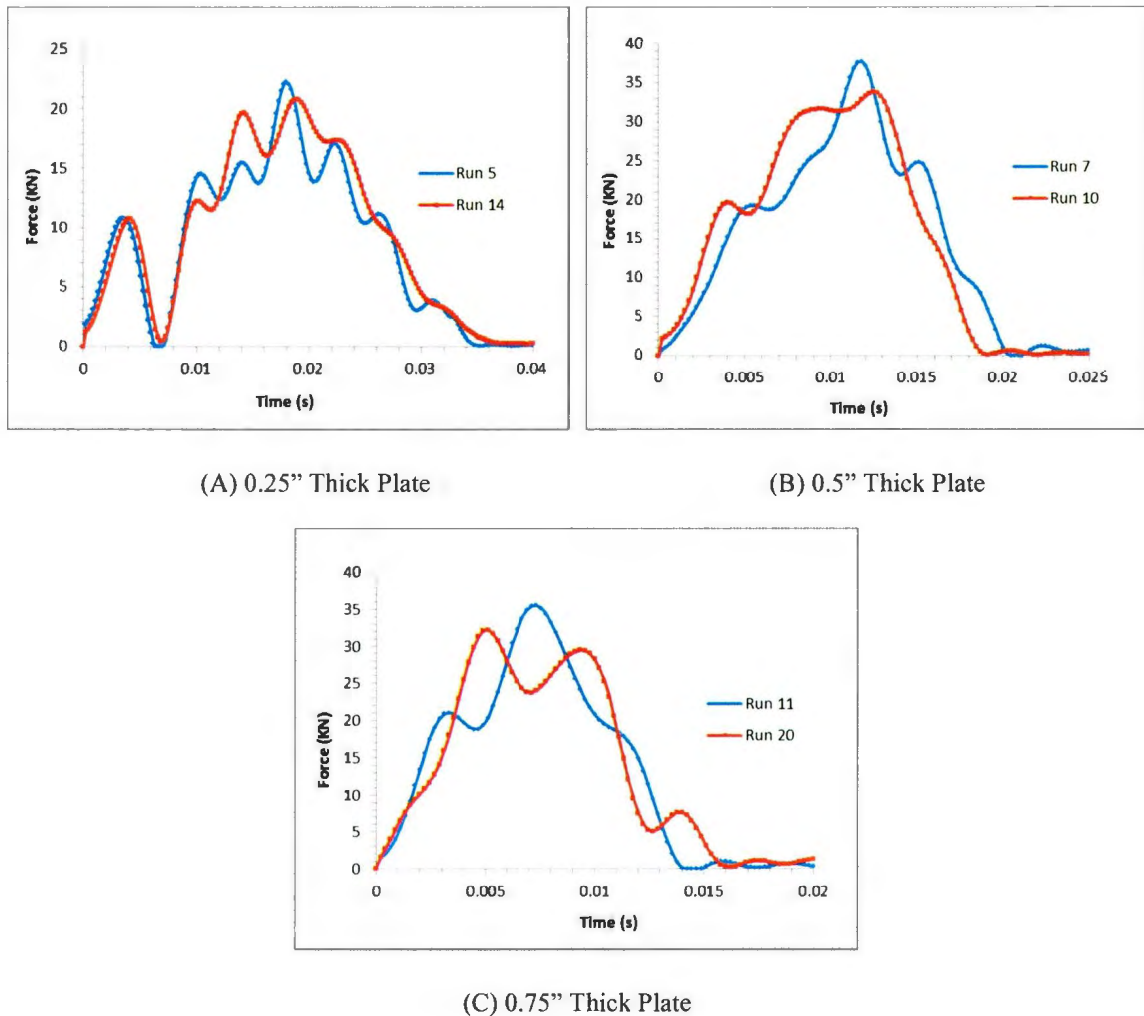 25
20
15
10
5
0
Force (KN)
0 0.01 0.02 0.03 0.04
Time (s)
Run 5
Run 14
(A) 0.25” Thick Plate
40
35
30
25
20
15
10
5
0
Force (KN)
0 0.005 0.01 0.015 0.02 0.025
Time (s)
Run 7
Run 10
(B) 0.5” Thick Plate
40
35
30
25
20
15
10
5
0
Force (KN)
0 0.005 0.01 0.015 0.02
Time (s)
Run 11
Run 20
(C) 0.75” Thick Plate